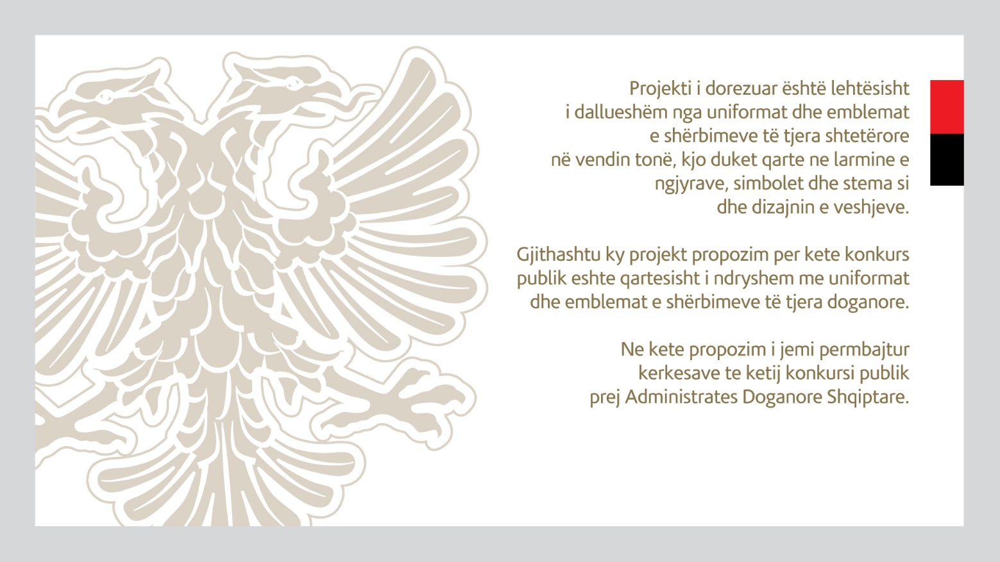 Projekti i dorezuar është lehtësisht
i dallueshëm nga uniformat dhe emblemat
e shërbimeve të tjera shtetërore
në vendin tonë, kjo duket qarte ne larmine e
ngjyrave, simbolet dhe stema si
dhe dizajnin e veshjeve.
Gjithashtu ky projekt propozim per kete konkurs
publik eshte qartesisht i ndryshem me uniformat
dhe emblemat e shërbimeve të tjera doganore.
Ne kete propozim i jemi permbajtur
kerkesave te ketij konkursi publik
prej Administrates Doganore Shqiptare.